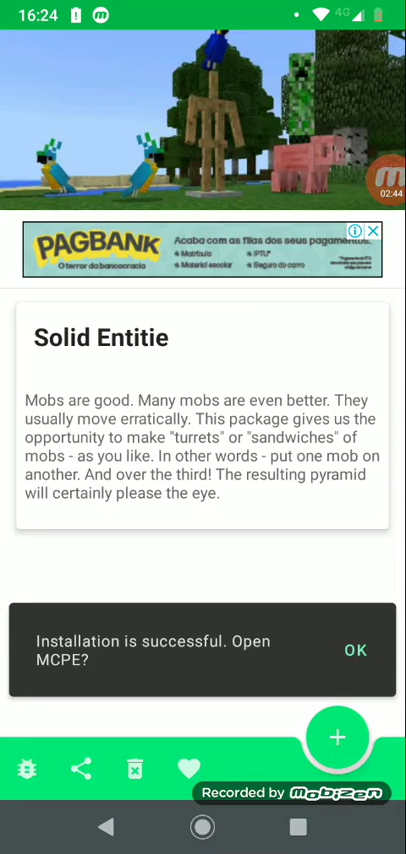 16:24
4G
02:44
PAGBANK
O terror da bancocracia
Acaba com as filas dos seus pagamentos.
Matrícula
IPTU*
Material escolar
Seguro do carro
Solid Entitie
Mobs are good. Many mobs are even better. They
usually move erratically. This package gives us the
opportunity to make "turrets" or "sandwiches" of
mobs - as you like. In other words - put one mob on
another. And over the third! The resulting pyramid
will certainly please the eye.
Installation is successful. Open
MCPE?
OK
Recorded by mobizen